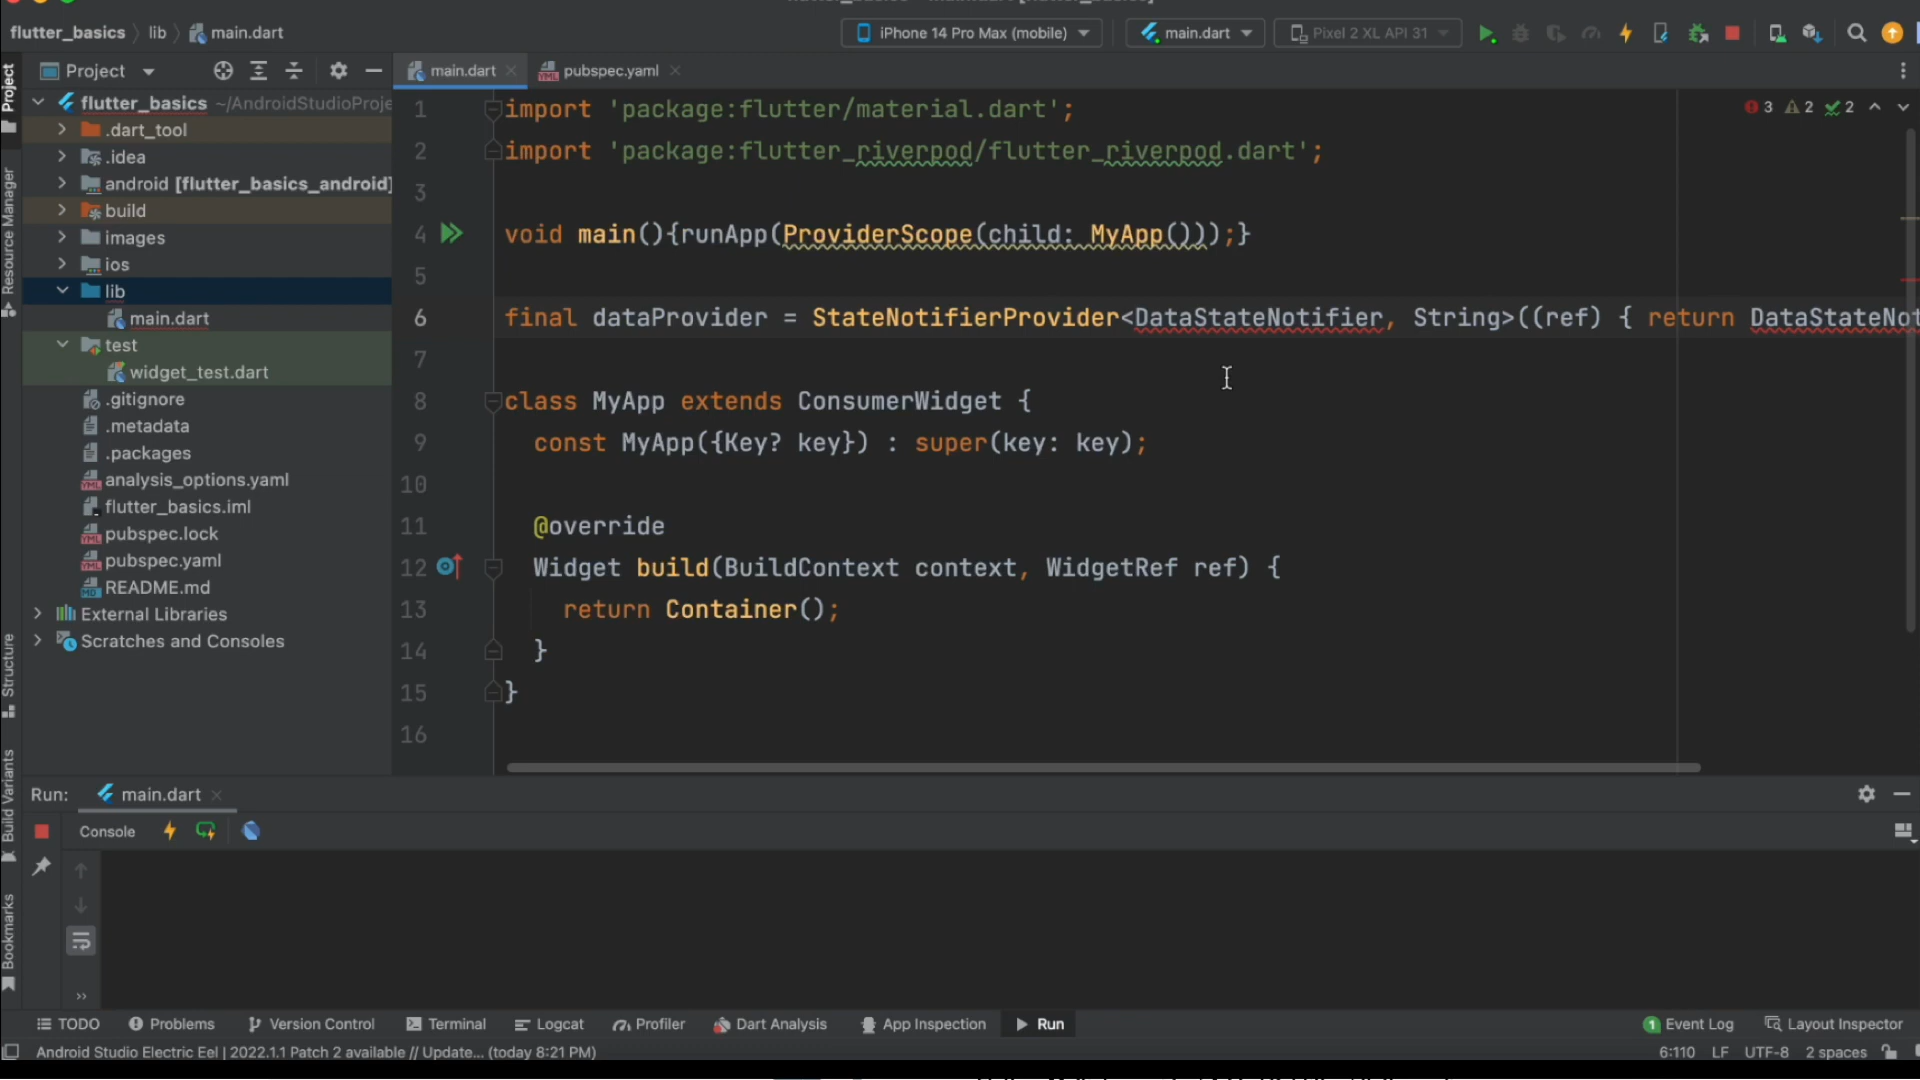 flutter_basics lib main.dart
iPhone 14 Pro Max (mobile)
main.dart
Pixel 2 XL API 31
Project
main.dart
pubspec.yaml
Project
Resource Manager
Structure
Build Variants
Bookmarks
flutter_basics ~/AndroidStudioProje
.dart_tool
.idea
android [flutter_basics_android]
build
images
ios
lib
main.dart
test
widget_test.dart
.gitignore
.metadata
.packages
analysis_options.yaml
flutter_basics.iml
pubspec.lock
pubspec.yaml
README.md
External Libraries
Scratches and Consoles
3 2 2
1 import 'package:flutter/material.dart';
2 import 'package:flutter_riverpod/flutter_riverpod.dart';
3
4 void main(){runApp(ProviderScope(child: MyApp()));}
5
6 final dataProvider = StateNotifierProvider<DataStateNotifier, String>((ref) { return DataStateNot
7
8 class MyApp extends ConsumerWidget {
9 const MyApp({Key? key}) : super(key: key);
10
11 @override
12 Widget build(BuildContext context, WidgetRef ref) {
13 return Container();
14 }
15 }
16
Run: main.dart
Console
TODO Problems Version Control Terminal Logcat Profiler Dart Analysis App Inspection Run 1 Event Log Layout Inspector
Android Studio Electric Eel | 2022.1.1 Patch 2 available // Update... (today 8:21 PM) 6:110 LF UTF-8 2 spaces